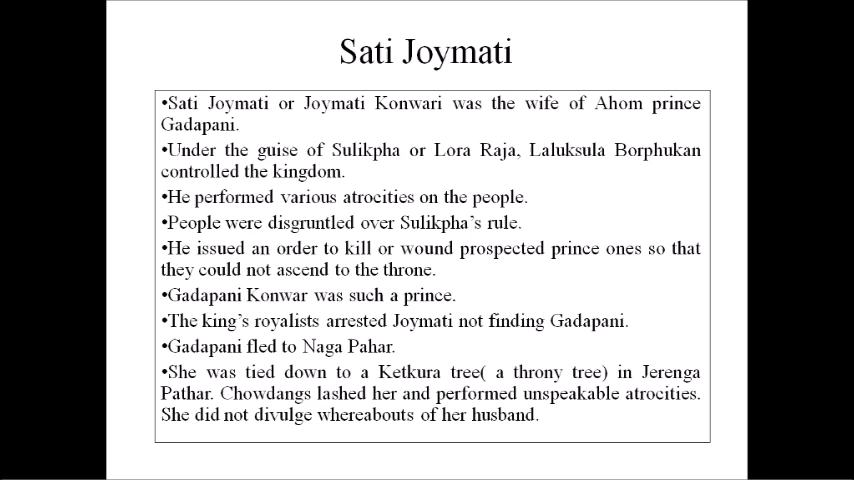 Sati Joymati
•Sati Joymati or Joymati Konwari was the wife of Ahom prince
Gadapani.
•Under the guise of Sulikpha or Lora Raja, Laluksula Borphukan
controlled the kingdom.
•He performed various atrocities on the people.
•People were disgruntled over Sulikpha’s rule.
•He issued an order to kill or wound prospected prince ones so that
they could not ascend to the throne.
•Gadapani Konwar was such a prince.
•The king’s royalists arrested Joymati not finding Gadapani.
•Gadapani fled to Naga Pahar.
•She was tied down to a Ketkura tree( a throny tree) in Jerenga
Pathar. Chowdangs lashed her and performed unspeakable atrocities.
She did not divulge whereabouts of her husband.